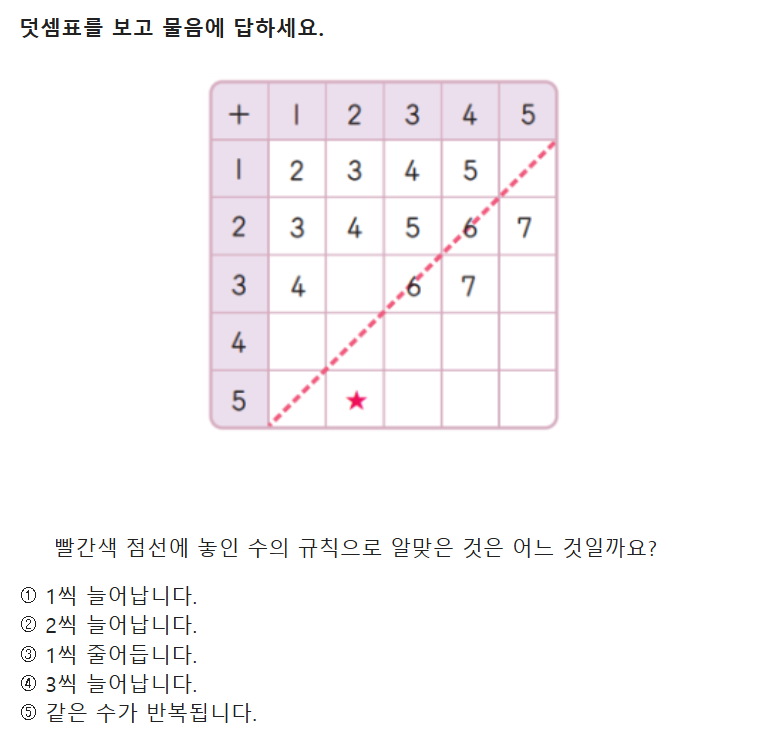 덧셈표를 보고 물음에 답하세요.
+ 1 2 3 4 5
1 2 3 4 5
2 3 4 5 6 7
3 4 6 7
4
5 ★
빨간색 점선에 놓인 수의 규칙으로 알맞은 것은 어느 것일까요?
① 1씩 늘어납니다.
② 2씩 늘어납니다.
③ 1씩 줄어듭니다.
④ 3씩 늘어납니다.
⑤ 같은 수가 반복됩니다.